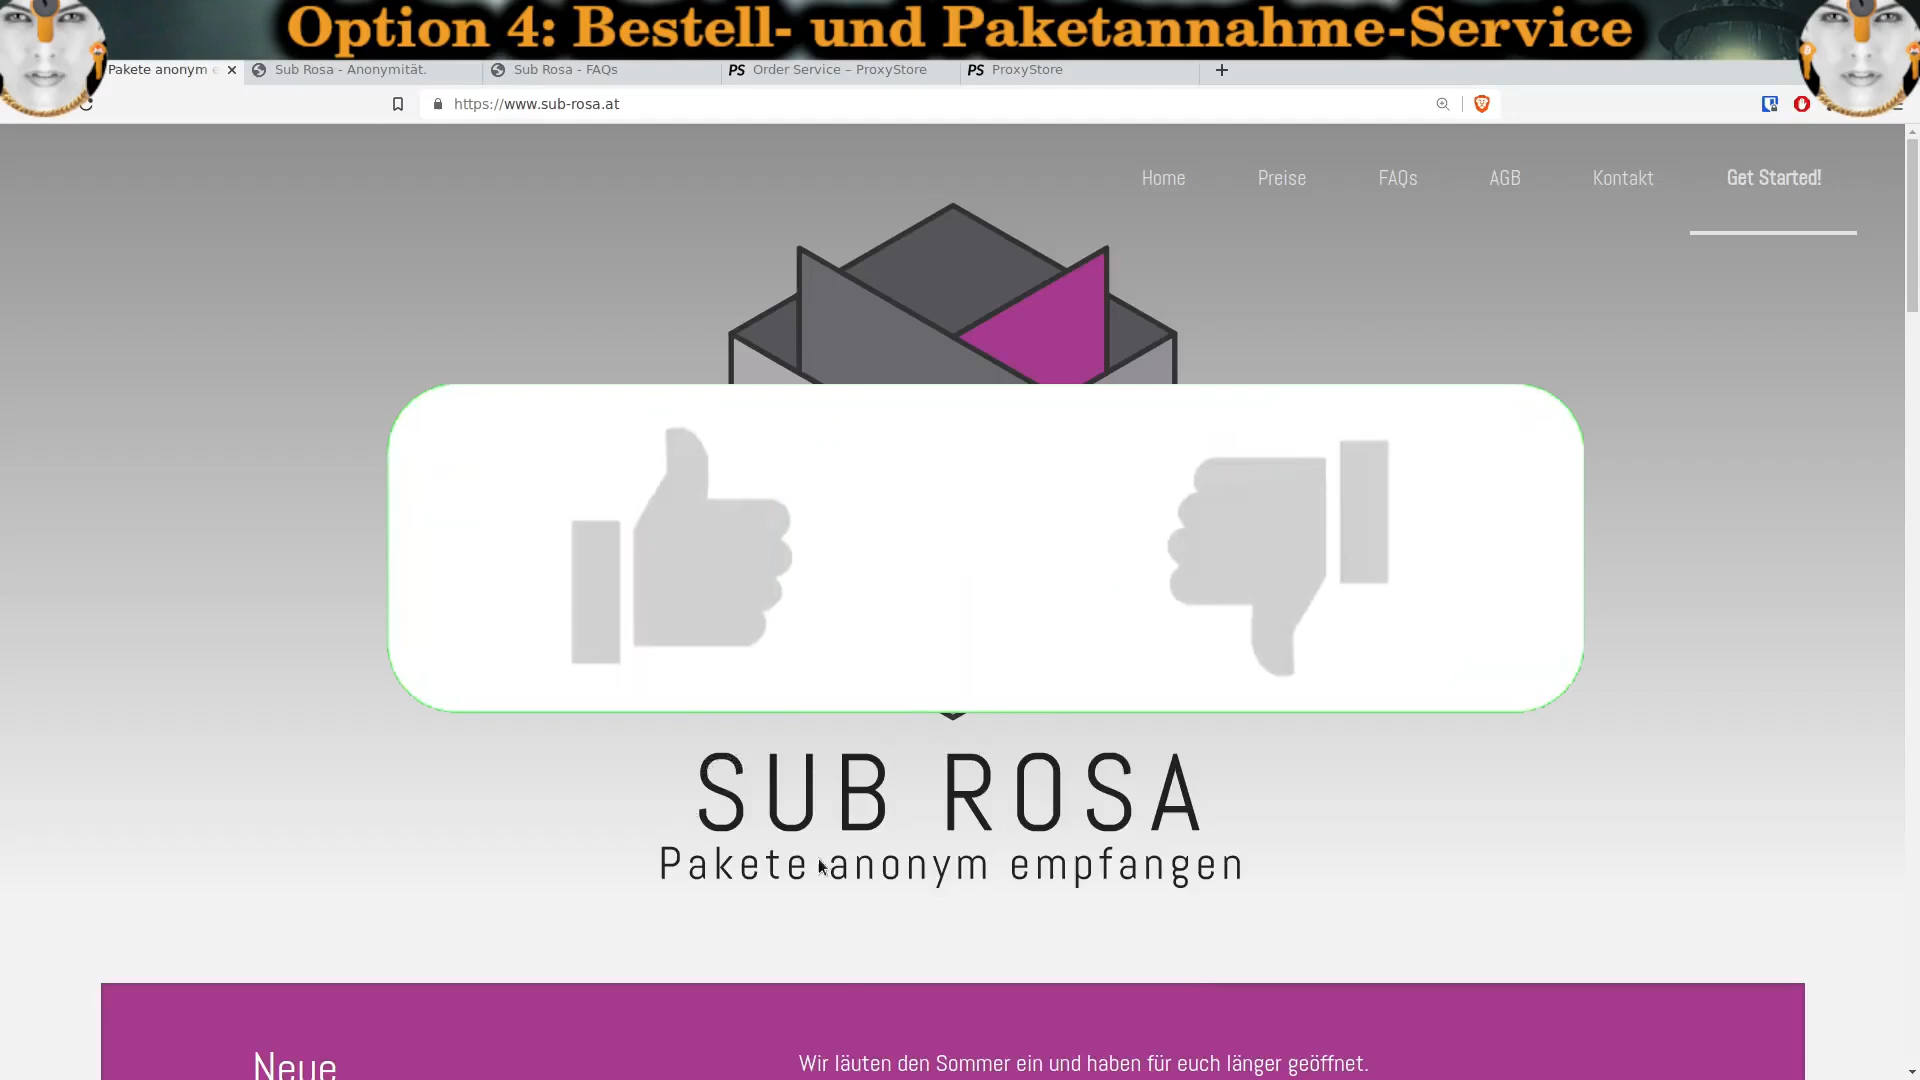 Option 4: Bestell- und Paketannahme-Service
Pakete anonym e
Sub Rosa - Anonymität.
Sub Rosa - FAQs
PS Order Service – ProxyStore
PS ProxyStore
https://www.sub-rosa.at
Home Preise FAQs AGB Kontakt Get Started!
SUB ROSA
Pakete anonym empfangen
Neue
Wir läuten den Sommer ein und haben für euch länger geöffnet.